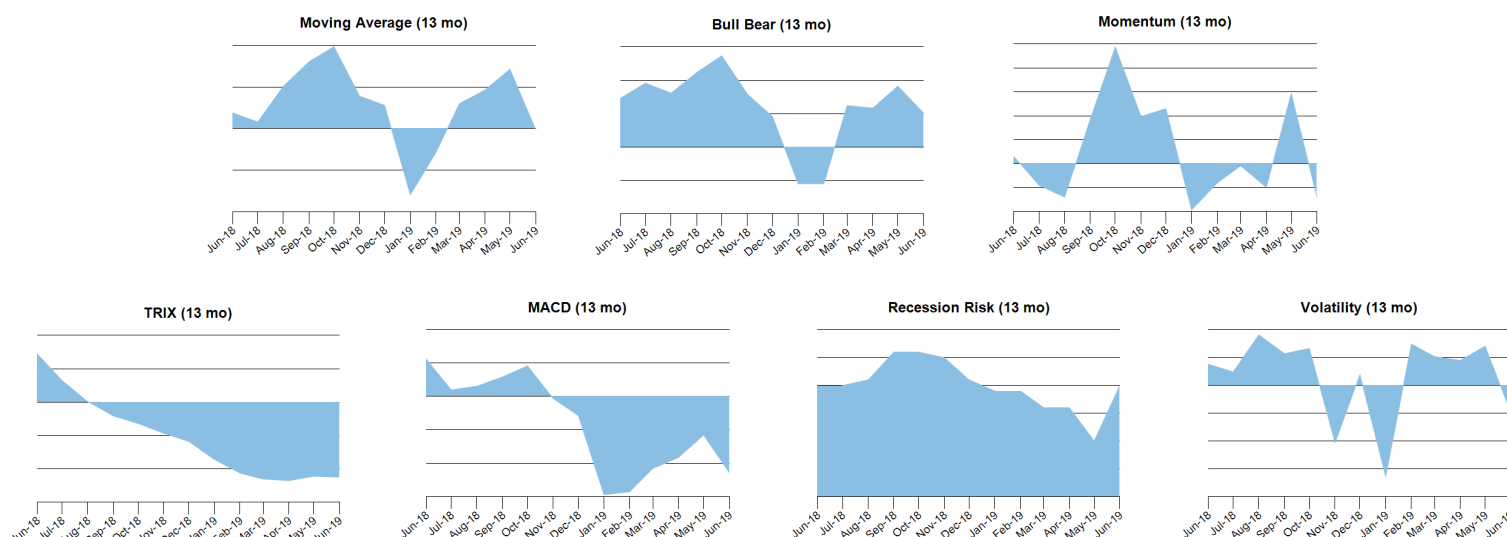 Moving Average (13 mo)
Jun-18 Jul-18 Aug-18 Sep-18 Oct-18 Nov-18 Dec-18 Jan-19 Feb-19 Mar-19 Apr-19 May-19 Jun-19
Bull Bear (13 mo)
Jun-18 Jul-18 Aug-18 Sep-18 Oct-18 Nov-18 Dec-18 Jan-19 Feb-19 Mar-19 Apr-19 May-19 Jun-19
Momentum (13 mo)
Jun-18 Jul-18 Aug-18 Sep-18 Oct-18 Nov-18 Dec-18 Jan-19 Feb-19 Mar-19 Apr-19 May-19 Jun-19
TRIX (13 mo)
Jun-18 Jul-18 Aug-18 Sep-18 Oct-18 Nov-18 Dec-18 Jan-19 Feb-19 Mar-19 Apr-19 May-19 Jun-19
MACD (13 mo)
Jun-18 Jul-18 Aug-18 Sep-18 Oct-18 Nov-18 Dec-18 Jan-19 Feb-19 Mar-19 Apr-19 May-19 Jun-19
Recession Risk (13 mo)
Jun-18 Jul-18 Aug-18 Sep-18 Oct-18 Nov-18 Dec-18 Jan-19 Feb-19 Mar-19 Apr-19 May-19 Jun-19
Volatility (13 mo)
Jun-18 Jul-18 Aug-18 Sep-18 Oct-18 Nov-18 Dec-18 Jan-19 Feb-19 Mar-19 Apr-19 May-19